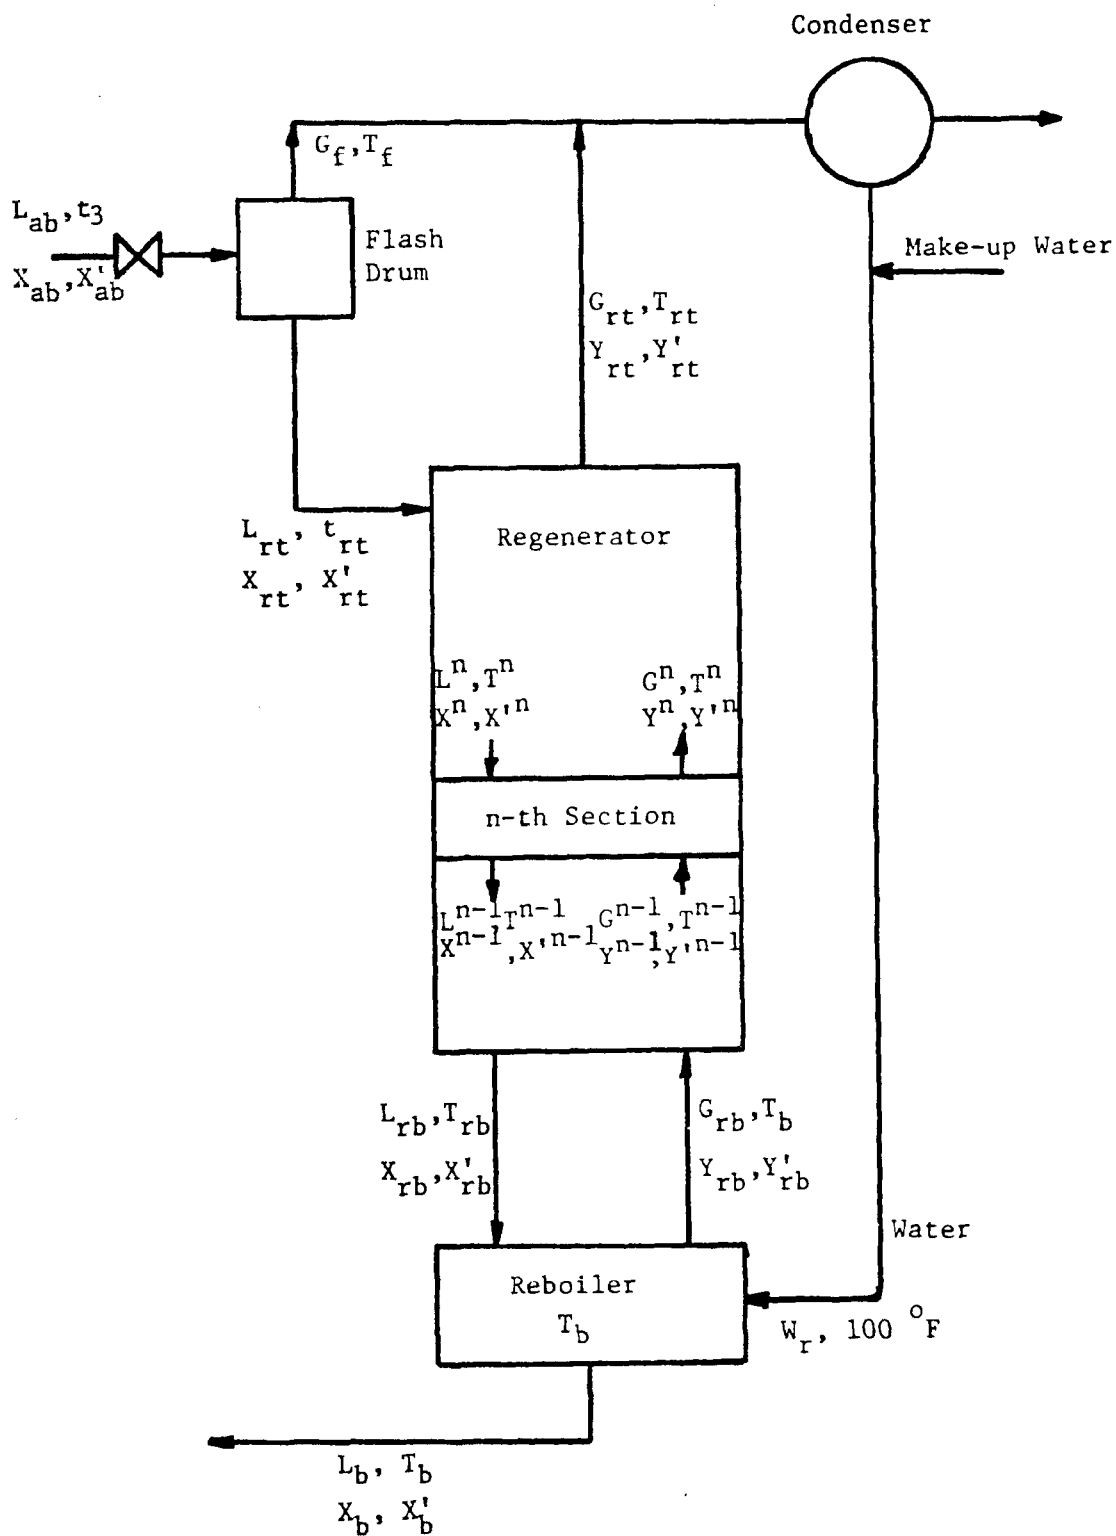 Condenser
G_f, T_f
L_ab, t_3
X_ab, X'_ab
Flash
Drum
Make-up Water
G_rt, T_rt
Y_rt, Y'_rt
L_rt, t_rt
X_rt, X'_rt
Regenerator
L^n, T^n
X^n, X'^n
G^n, T^n
Y^n, Y'^n
n-th Section
L^n-1 T^n-1
X^n-1, X'^n-1
G^n-1, T^n-1
Y^n-1, Y'^n-1
L_rb, T_rb
X_rb, X'_rb
G_rb, T_b
Y_rb, Y'_rb
Water
Reboiler
T_b
W_r, 100 °F
L_b, T_b
X_b, X'_b